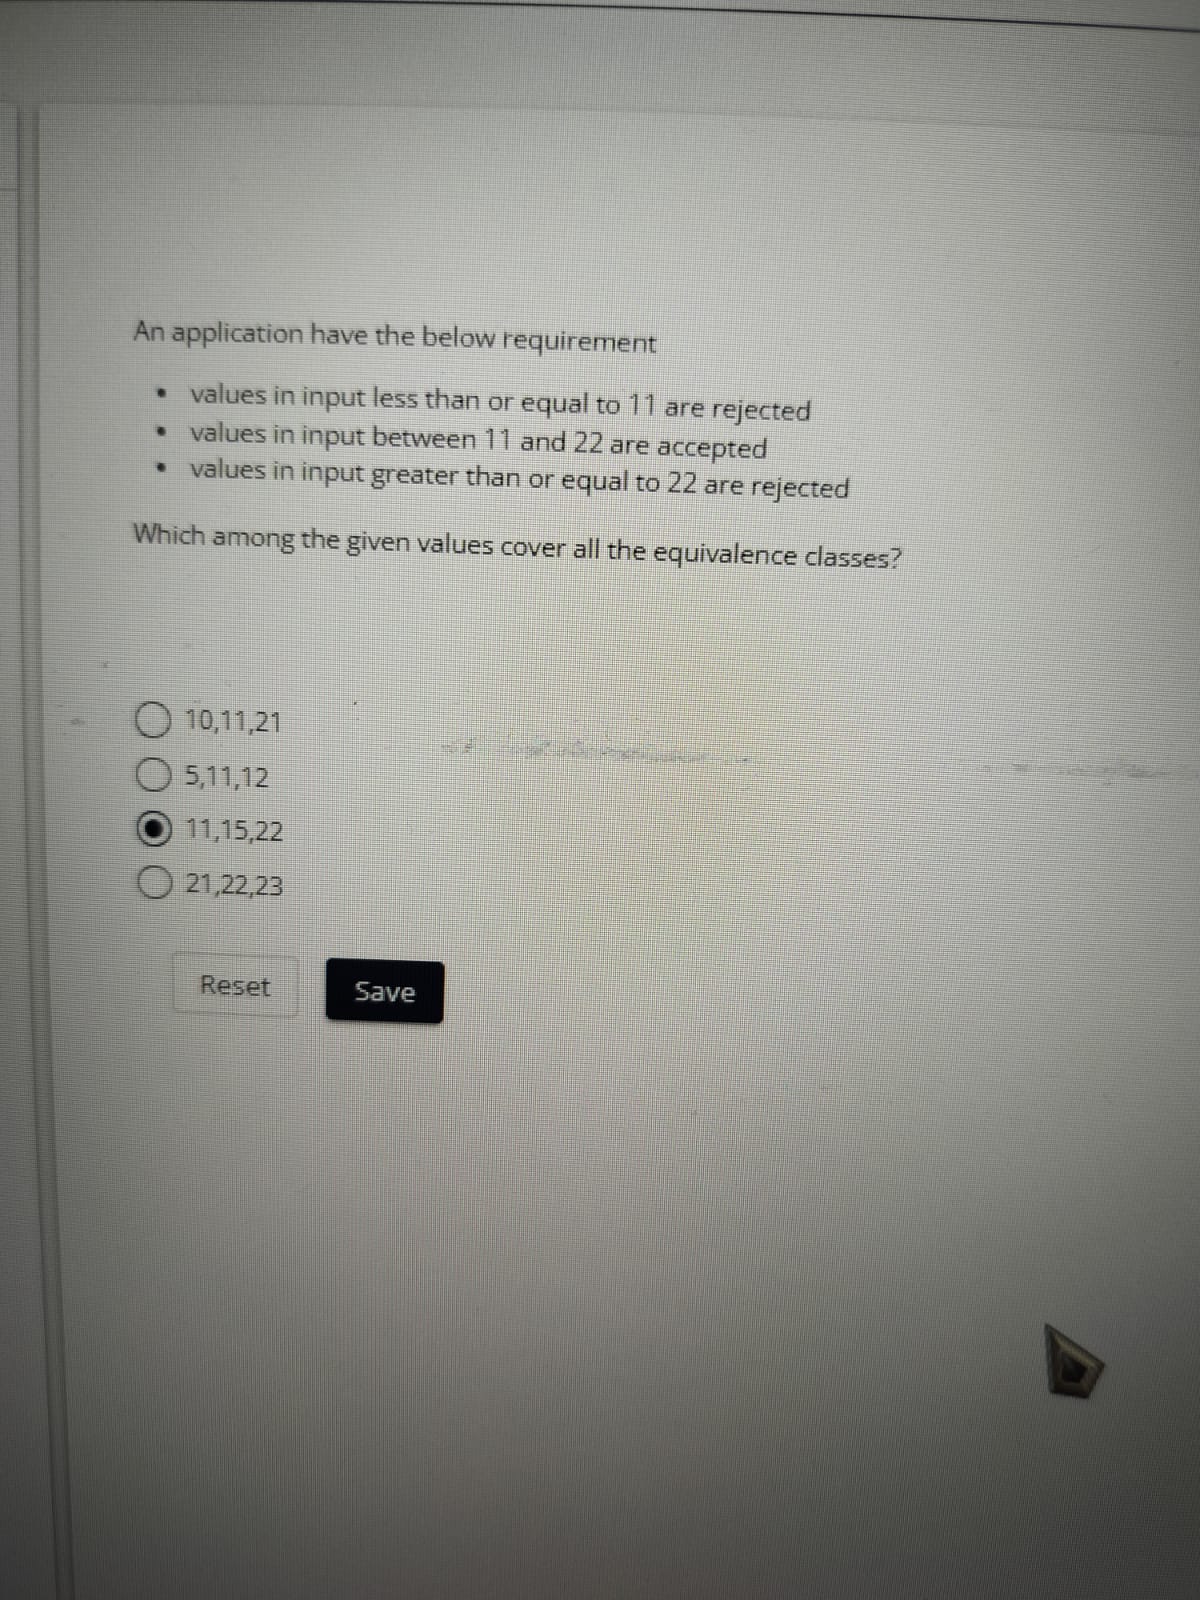 An application have the below requirement
• values in input less than or equal to 11 are rejected
• values in input between 11 and 22 are accepted
• values in input greater than or equal to 22 are rejected
Which among the given values cover all the equivalence classes?
10,11,21
5,11,12
11,15,22
21,22,23
Reset Save